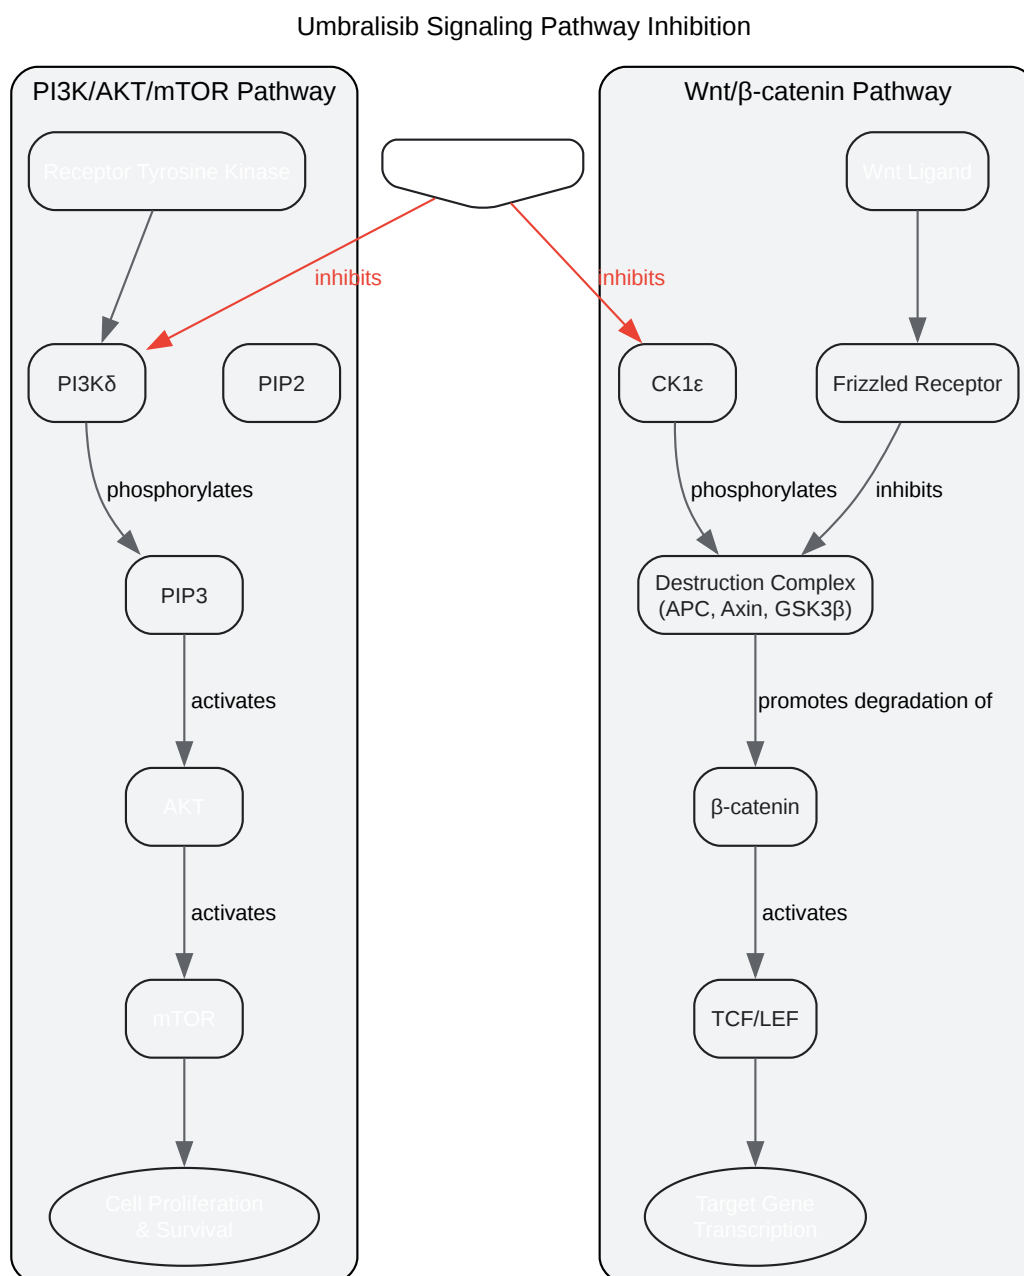 Umbralisib Signaling Pathway Inhibition
PI3K/AKT/mTOR Pathway
Wnt/β-catenin Pathway
Receptor Tyrosine Kinase
Wnt Ligand
inhibits
inhibits
PI3Kδ
PIP2
CK1ε
Frizzled Receptor
phosphorylates
phosphorylates
inhibits
PIP3
Destruction Complex
(APC, Axin, GSK3β)
activates
promotes degradation of
AKT
β-catenin
activates
activates
mTOR
TCF/LEF
Cell Proliferation
& Survival
Target Gene
Transcription